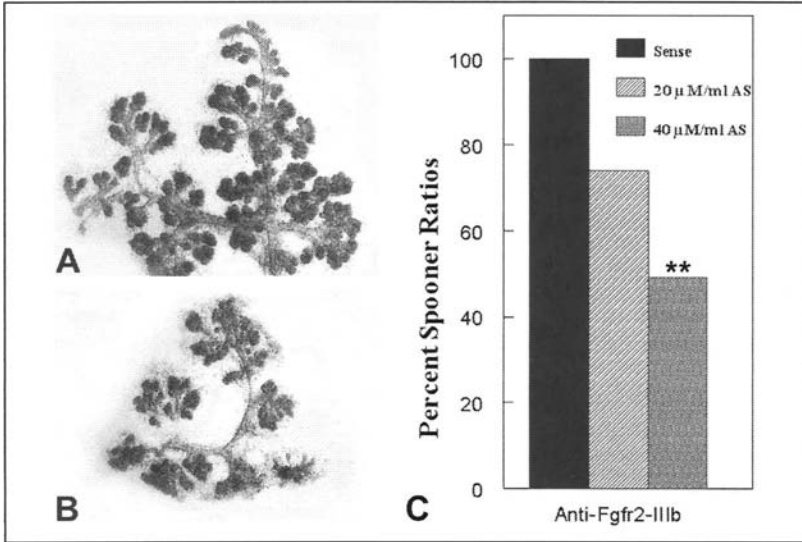 A
B
C
Percent Spooner Ratios
100
80
60
40
20
0
Sense
20 µ M/ml AS
40 µM/ml AS
**
Anti-Fgfr2-IIIb